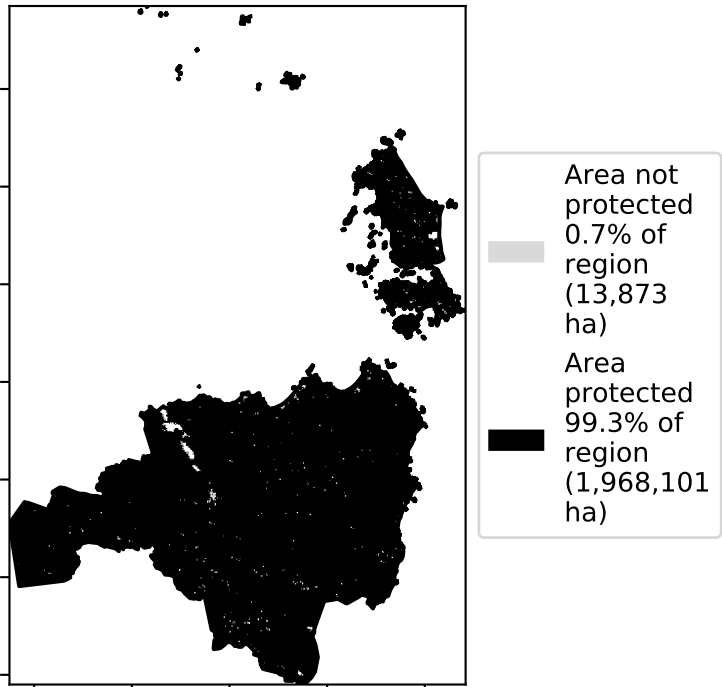 Area not
protected
0.7% of
region
(13,873
ha)
Area
protected
99.3% of
region
(1,968,101
ha)